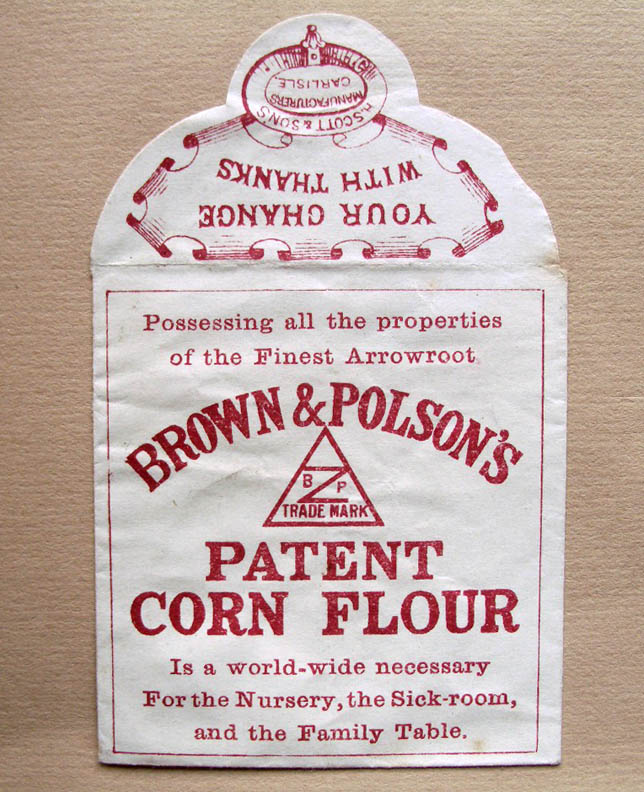 H. SCOTT & SONS
MANUFACTURERS
CARLISLE.
YOUR CHANGE
WITH THANKS
Possessing all the properties
of the Finest Arrowroot
BROWN & POLSON'S
B P
TRADE MARK
PATENT
CORN FLOUR
Is a world-wide necessary
For the Nursery, the Sick-room,
and the Family Table.